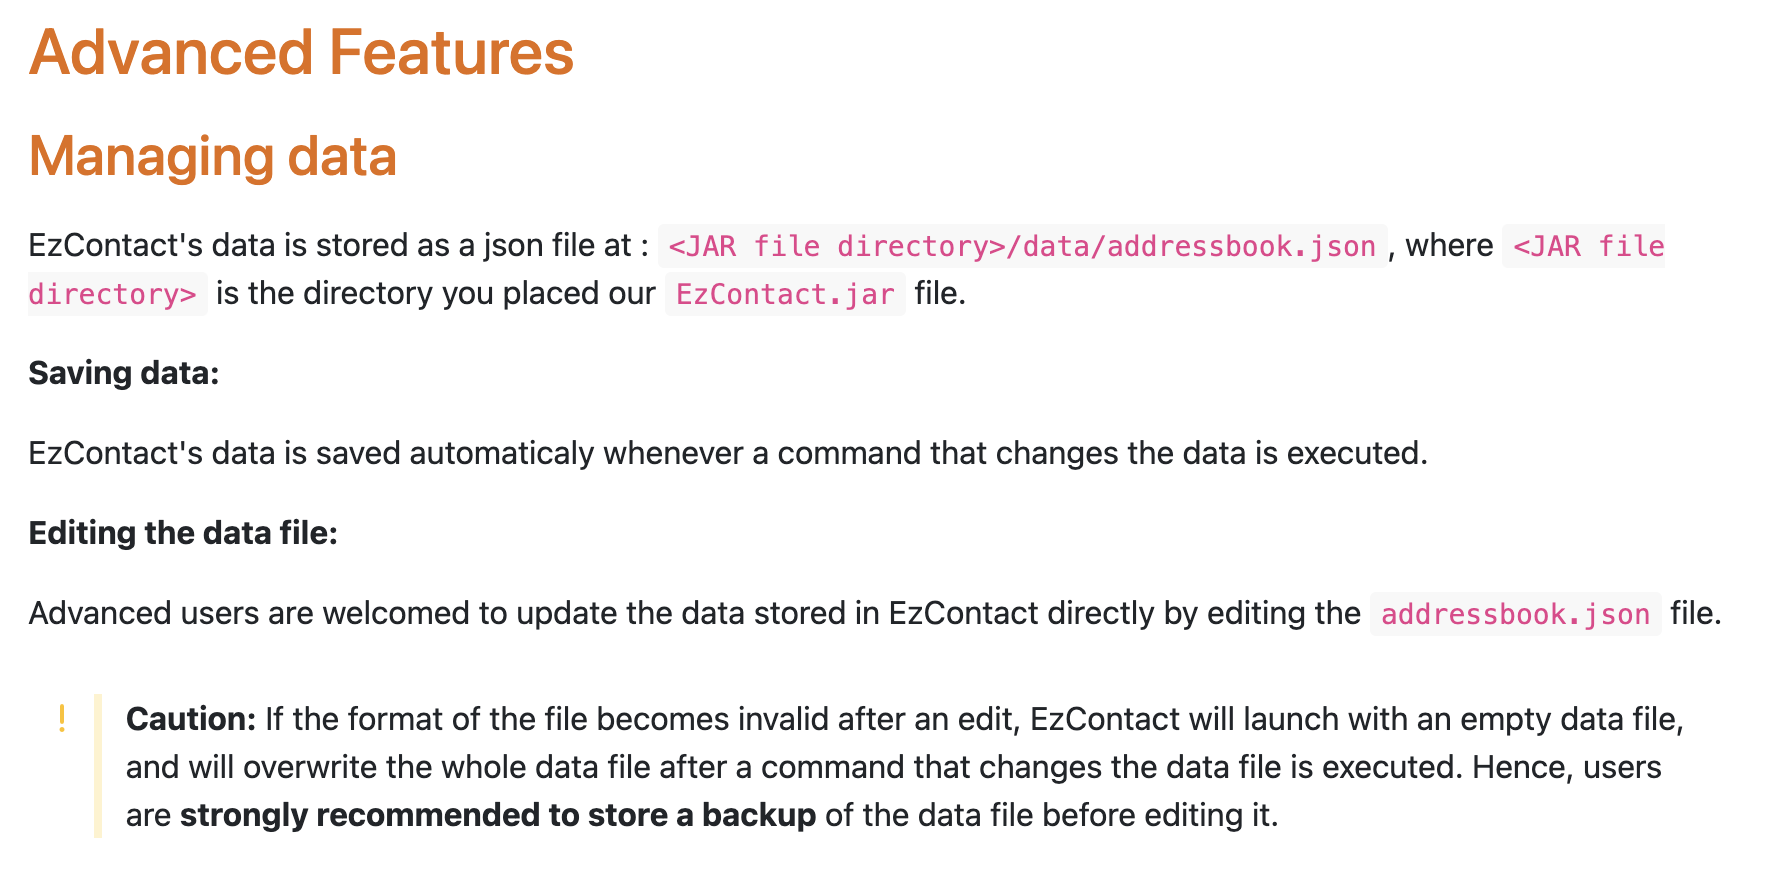 Advanced Features
Managing data
EzContact's data is stored as a json file at : <JAR file directory>/data/addressbook.json, where <JAR file
directory> is the directory you placed our EzContact.jar file.
Saving data:
EzContact's data is saved automaticaly whenever a command that changes the data is executed.
Editing the data file:
Advanced users are welcomed to update the data stored in EzContact directly by editing the addressbook.json file.
! Caution: If the format of the file becomes invalid after an edit, EzContact will launch with an empty data file,
and will overwrite the whole data file after a command that changes the data file is executed. Hence, users
are strongly recommended to store a backup of the data file before editing it.